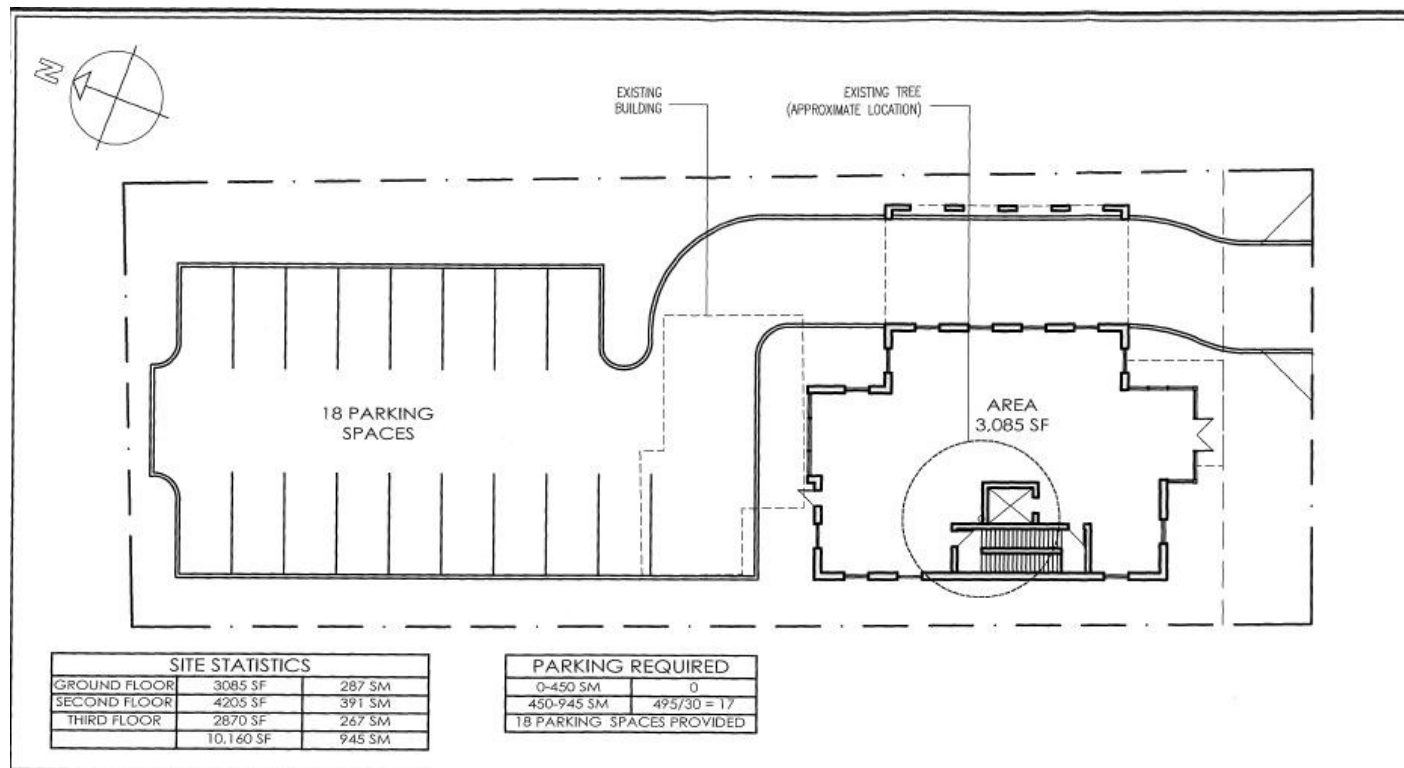 N
EXISTING
BUILDING
EXISTING TREE
(APPROXIMATE LOCATION)
18 PARKING
SPACES
AREA
3,085 SF
SITE STATISTICS
GROUND FLOOR 3085 SF 287 SM
SECOND FLOOR 4205 SF 391 SM
THIRD FLOOR 2870 SF 267 SM
10,160 SF 945 SM
PARKING REQUIRED
0-450 SM 0
450-945 SM 495/30 = 17
18 PARKING SPACES PROVIDED